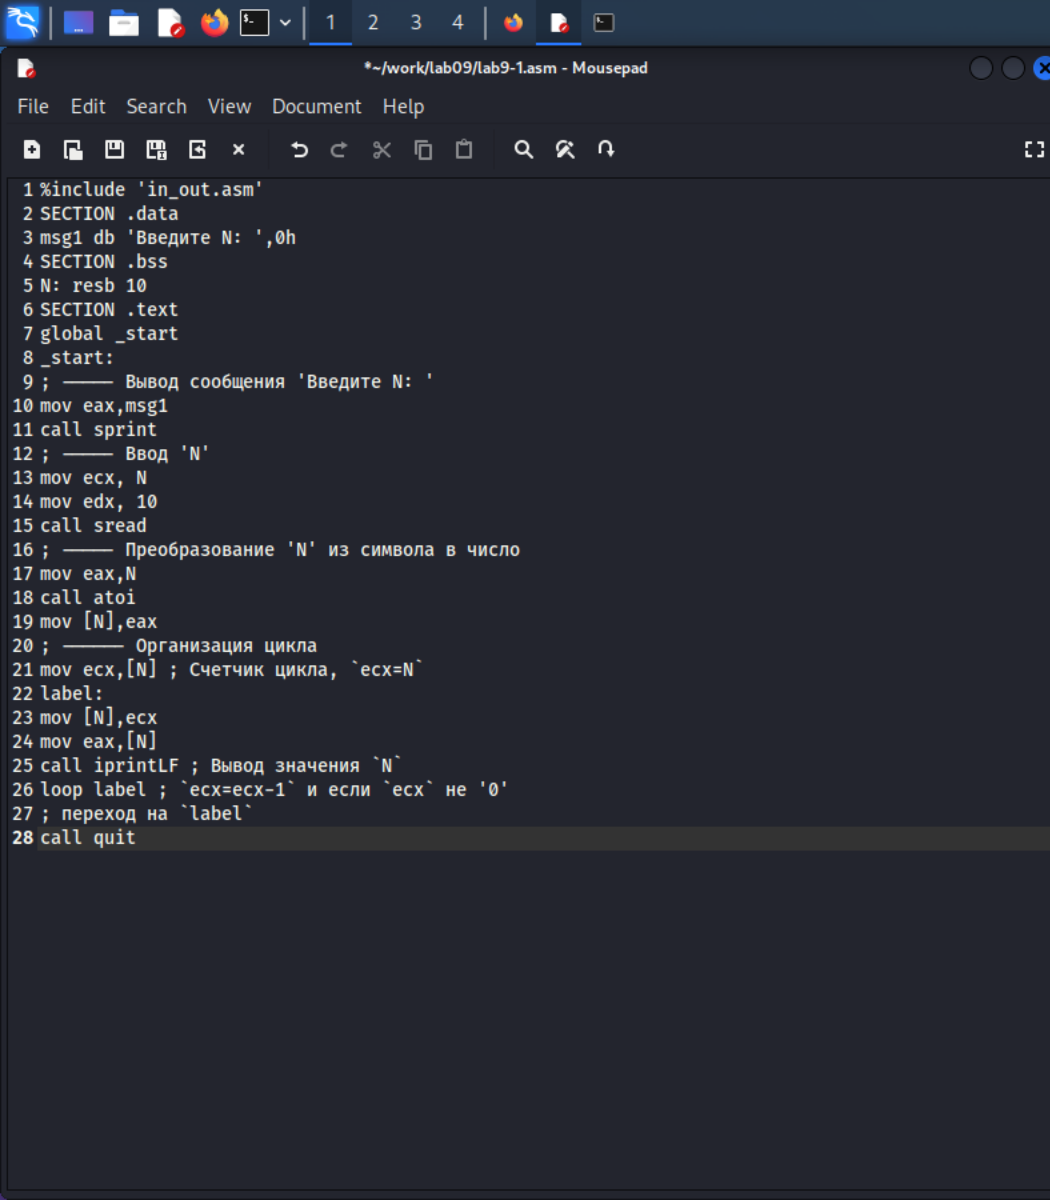 1 2 3 4
*~/work/lab09/lab9-1.asm - Mousepad
File Edit Search View Document Help
1 %include 'in_out.asm'
2 SECTION .data
3 msg1 db 'Введите N: ',0h
4 SECTION .bss
5 N: resb 10
6 SECTION .text
7 global _start
8 _start:
9 ; ----- Вывод сообщения 'Введите N: '
10 mov eax,msg1
11 call sprint
12 ; ----- Ввод 'N'
13 mov ecx, N
14 mov edx, 10
15 call sread
16 ; ----- Преобразование 'N' из символа в число
17 mov eax,N
18 call atoi
19 mov [N],eax
20 ; ------ Организация цикла
21 mov ecx,[N] ; Счетчик цикла, `ecx=N`
22 label:
23 mov [N],ecx
24 mov eax,[N]
25 call iprintLF ; Вывод значения `N`
26 loop label ; `ecx=ecx-1` и если `ecx` не '0'
27 ; переход на `label`
28 call quit